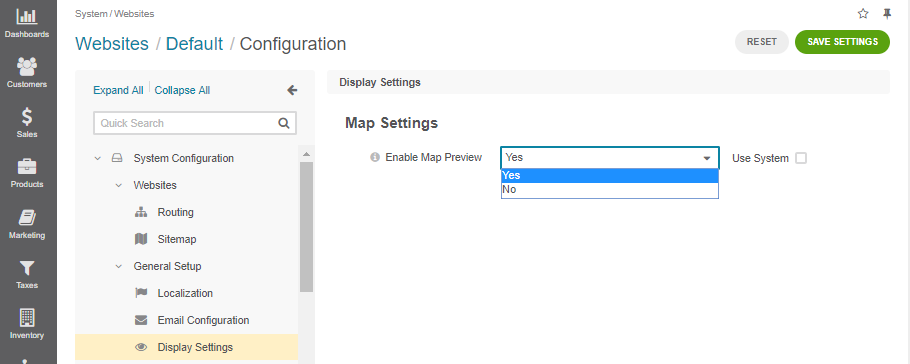 Dashboards
Customers
Sales
Products
Marketing
Taxes
Inventory
System / Websites
Websites / Default / Configuration
RESET
SAVE SETTINGS
Expand All
Collapse All
Quick Search
System Configuration
Websites
Routing
Sitemap
General Setup
Localization
Email Configuration
Display Settings
Display Settings
Map Settings
Enable Map Preview
Yes
Use System
Yes
No